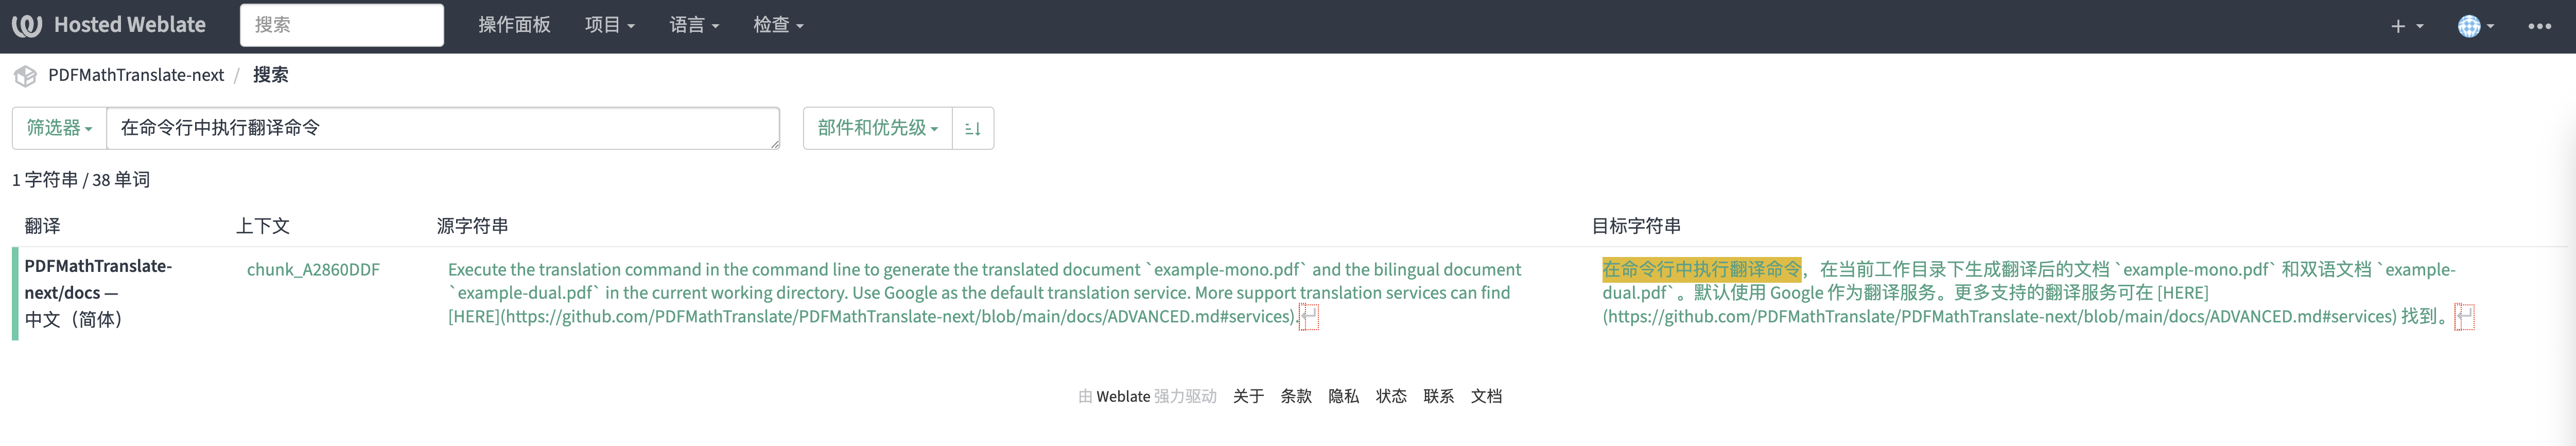 Hosted Weblate
搜索
操作面板
项目
语言
检查
PDFMathTranslate-next / 搜索
筛选器
在命令行中执行翻译命令
部件和优先级
1 字符串 / 38 单词
翻译
上下文
源字符串
目标字符串
PDFMathTranslate-
next/docs —
中文（简体）
chunk_A2860DDF
Execute the translation command in the command line to generate the translated document `example-mono.pdf` and the bilingual document
`example-dual.pdf` in the current working directory. Use Google as the default translation service. More support translation services can find
[HERE](https://github.com/PDFMathTranslate/PDFMathTranslate-next/blob/main/docs/ADVANCED.md#services).
在命令行中执行翻译命令，在当前工作目录下生成翻译后的文档 `example-mono.pdf` 和双语文档 `example-
dual.pdf`。默认使用 Google 作为翻译服务。更多支持的翻译服务可在 [HERE]
(https://github.com/PDFMathTranslate/PDFMathTranslate-next/blob/main/docs/ADVANCED.md#services) 找到。
由 Weblate 强力驱动 关于 条款 隐私 状态 联系 文档